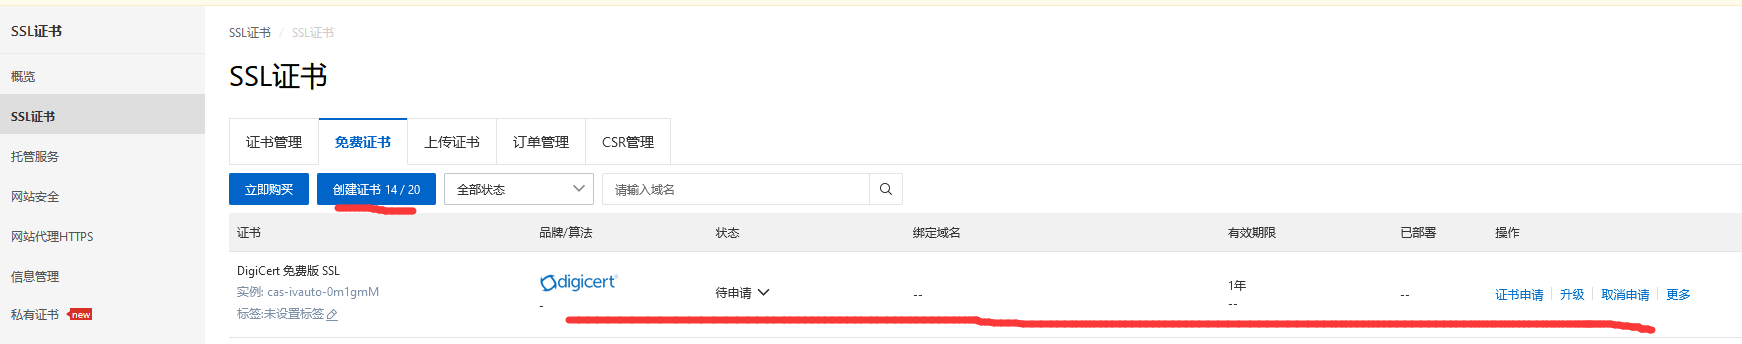 SSL证书
概览
SSL证书
托管服务
网站安全
网站代理HTTPS
信息管理
私有证书 new
SSL证书 / SSL证书
SSL证书
证书管理 免费证书 上传证书 订单管理 CSR管理
立即购买 创建证书 14 / 20 全部状态 请输入域名
证书 品牌/算法 状态 绑定域名 有效期限 已部署 操作
DigiCert 免费版 SSL
实例: cas-ivauto-0m1gmM
标签:未设置标签
digicert®
-
待申请
--
1年
--
--
证书申请 升级 取消申请 更多